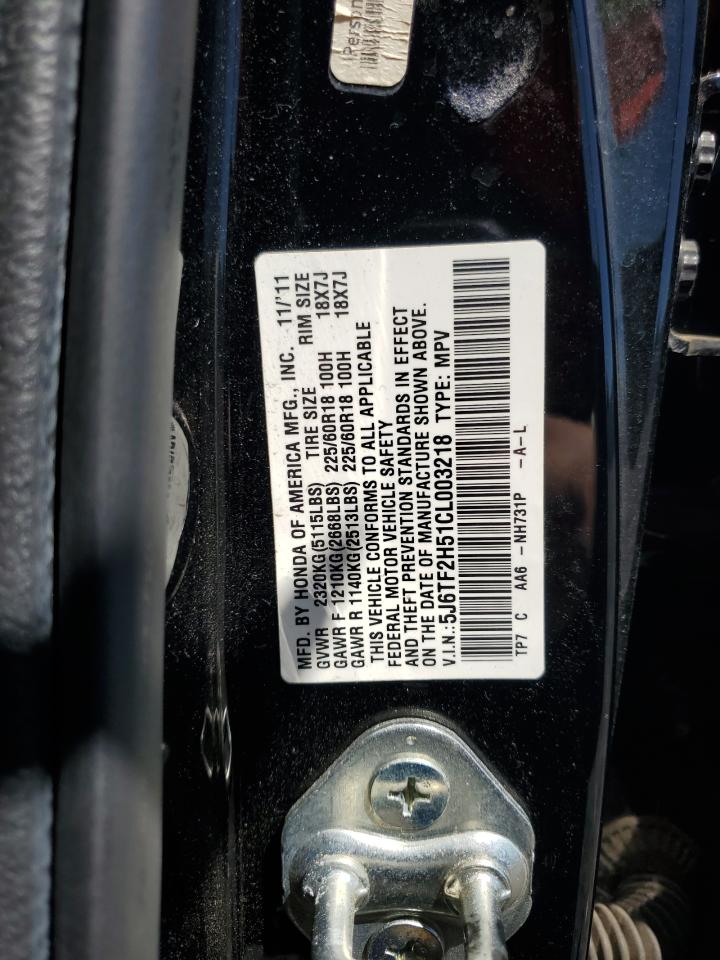 Person
MFD. BY HONDA OF AMERICA MFG., INC. 11/'11
GVWR 2320KG(5115LBS) TIRE SIZE RIM SIZE
GAWR F 1210KG(2668LBS) 225/60R18 100H 18X7J
GAWR R 1140KG(2513LBS) 225/60R18 100H 18X7J
THIS VEHICLE CONFORMS TO ALL APPLICABLE
FEDERAL MOTOR VEHICLE SAFETY
AND THEFT PREVENTION STANDARDS IN EFFECT
ON THE DATE OF MANUFACTURE SHOWN ABOVE.
V.I.N.:5J6TF2H51CL003218 TYPE: MPV
TP7 C AA6 -NH731P -A-L